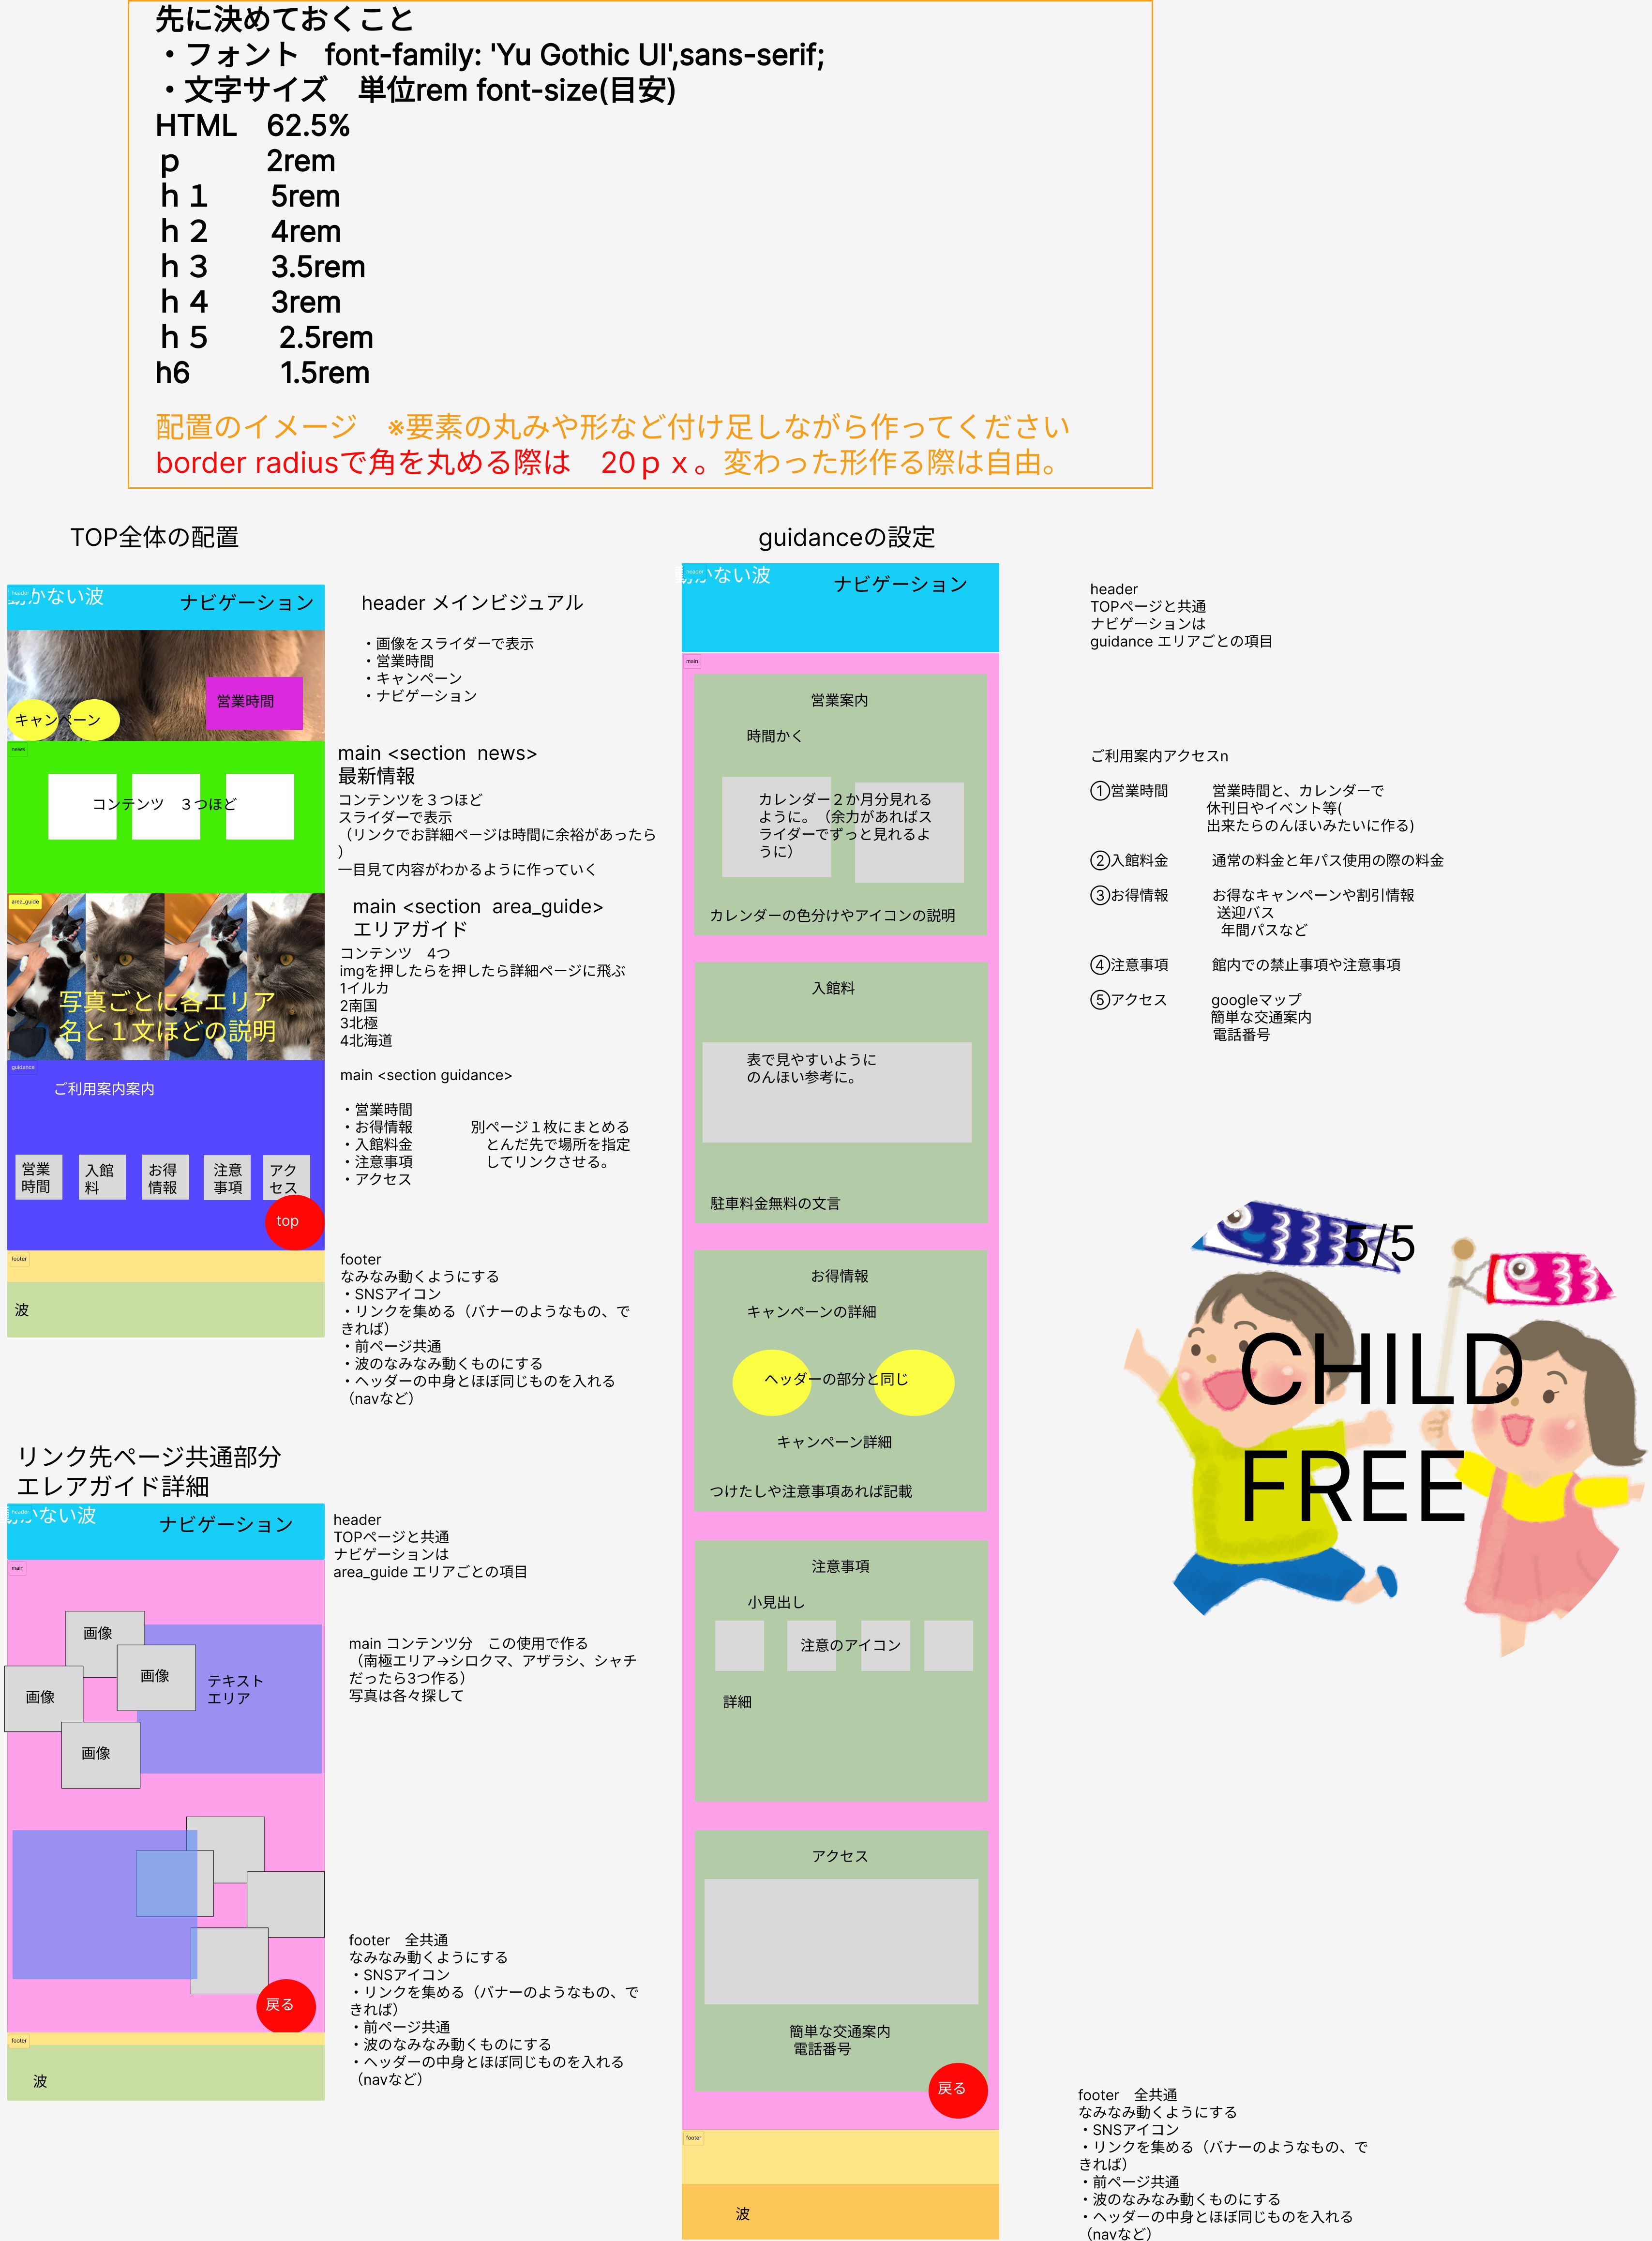 先に決めておくこと
・フォント　font-family: 'Yu Gothic UI',sans-serif;
・文字サイズ　単位rem font-size(目安)
HTML　62.5%
ｐ　　　2rem
ｈ１　　5rem
ｈ２　　4rem
ｈ３　　3.5rem
ｈ４　　3rem
ｈ５　　 2.5rem
h6　　　1.5rem
配置のイメージ　※要素の丸みや形など付け足しながら作ってください
border radiusで角を丸める際は　20ｐｘ。変わった形作る際は自由。
TOP全体の配置
header
かない波
ナビゲーション
営業時間
キャンペーン
news
コンテンツ　３つほど
area_guide
写真ごとに各エリア
名と１文ほどの説明
guidance
ご利用案内案内
営業
時間
入館
料
お得
情報
注意
事項
アク
セス
top
footer
波
header メインビジュアル
・画像をスライダーで表示
・営業時間
・キャンペーン
・ナビゲーション
main <section  news>
最新情報
コンテンツを３つほど
スライダーで表示
（リンクでお詳細ページは時間に余裕があったら
）
一目見て内容がわかるように作っていく
main <section  area_guide>
エリアガイド
コンテンツ　4つ
imgを押したらを押したら詳細ページに飛ぶ
1イルカ
2南国
3北極
4北海道
main <section guidance>
・営業時間
・お得情報　　　　別ページ１枚にまとめる
・入館料金　　　　　とんだ先で場所を指定
・注意事項　　　　　してリンクさせる。
・アクセス
footer
なみなみ動くようにする
・SNSアイコン
・リンクを集める（バナーのようなもの、で
きれば）
・前ページ共通
・波のなみなみ動くものにする
・ヘッダーの中身とほぼ同じものを入れる
（navなど）
リンク先ページ共通部分
エレアガイド詳細
header
かない波
ナビゲーション
main
画像
画像
画像
画像
テキスト
エリア
戻る
footer
波
header
TOPページと共通
ナビゲーションは
area_guide エリアごとの項目
main コンテンツ分　この使用で作る
（南極エリア→シロクマ、アザラシ、シャチ
だったら3つ作る）
写真は各々探して
footer　全共通
なみなみ動くようにする
・SNSアイコン
・リンクを集める（バナーのようなもの、で
きれば）
・前ページ共通
・波のなみなみ動くものにする
・ヘッダーの中身とほぼ同じものを入れる
（navなど）
guidanceの設定
header
かない波
ナビゲーション
main
営業案内
時間かく
カレンダー２か月分見れる
ように。（余力があればス
ライダーでずっと見れるよ
うに）
カレンダーの色分けやアイコンの説明
入館料
表で見やすいように
のんほい参考に。
駐車料金無料の文言
お得情報
キャンペーンの詳細
ヘッダーの部分と同じ
キャンペーン詳細
つけたしや注意事項あれば記載
注意事項
小見出し
注意のアイコン
詳細
アクセス
簡単な交通案内
電話番号
戻る
footer
波
header
TOPページと共通
ナビゲーションは
guidance エリアごとの項目
ご利用案内アクセスn
①営業時間　　　営業時間と、カレンダーで
休刊日やイベント等(
出来たらのんほいみたいに作る)
②入館料金　　　通常の料金と年パス使用の際の料金
③お得情報　　　お得なキャンペーンや割引情報
送迎バス
年間パスなど
④注意事項　　　館内での禁止事項や注意事項
⑤アクセス　　　googleマップ
簡単な交通案内
電話番号
5/5
CHILD
FREE
footer　全共通
なみなみ動くようにする
・SNSアイコン
・リンクを集める（バナーのようなもの、で
きれば）
・前ページ共通
・波のなみなみ動くものにする
・ヘッダーの中身とほぼ同じものを入れる
（navなど）